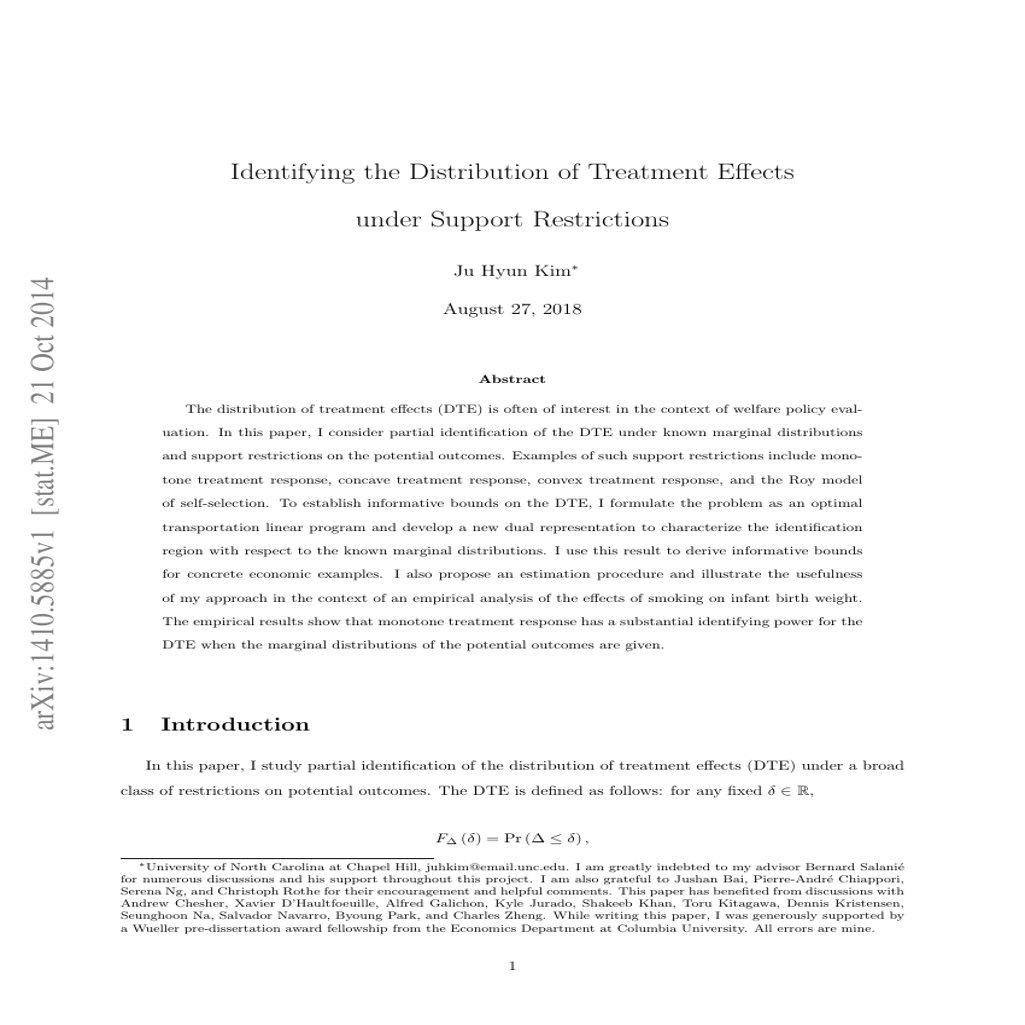 arXiv:1410.5885v1 [stat.ME] 21 Oct 2014
Identifying the Distribution of Treatment Effects
under Support Restrictions
Ju Hyun Kim*
August 27, 2018
Abstract
The distribution of treatment effects (DTE) is often of interest in the context of welfare policy eval-
uation. In this paper, I consider partial identification of the DTE under known marginal distributions
and support restrictions on the potential outcomes. Examples of such support restrictions include mono-
tone treatment response, concave treatment response, convex treatment response, and the Roy model
of self-selection. To establish informative bounds on the DTE, I formulate the problem as an optimal
transportation linear program and develop a new dual representation to characterize the identification
region with respect to the known marginal distributions. I use this result to derive informative bounds
for concrete economic examples. I also propose an estimation procedure and illustrate the usefulness
of my approach in the context of an empirical analysis of the effects of smoking on infant birth weight.
The empirical results show that monotone treatment response has a substantial identifying power for the
DTE when the marginal distributions of the potential outcomes are given.
1 Introduction
In this paper, I study partial identification of the distribution of treatment effects (DTE) under a broad
class of restrictions on potential outcomes. The DTE is defined as follows: for any fixed δ ∈ ℝ,
F_Δ (δ) = Pr (Δ ≤ δ) ,
*University of North Carolina at Chapel Hill, juhkim@email.unc.edu. I am greatly indebted to my advisor Bernard Salanié
for numerous discussions and his support throughout this project. I am also grateful to Jushan Bai, Pierre-André Chiappori,
Serena Ng, and Christoph Rothe for their encouragement and helpful comments. This paper has benefited from discussions with
Andrew Chesher, Xavier D'Haultfoeuille, Alfred Galichon, Kyle Jurado, Shakeeb Khan, Toru Kitagawa, Dennis Kristensen,
Seunghoon Na, Salvador Navarro, Byoung Park, and Charles Zheng. While writing this paper, I was generously supported by
a Wueller pre-dissertation award fellowship from the Economics Department at Columbia University. All errors are mine.
1